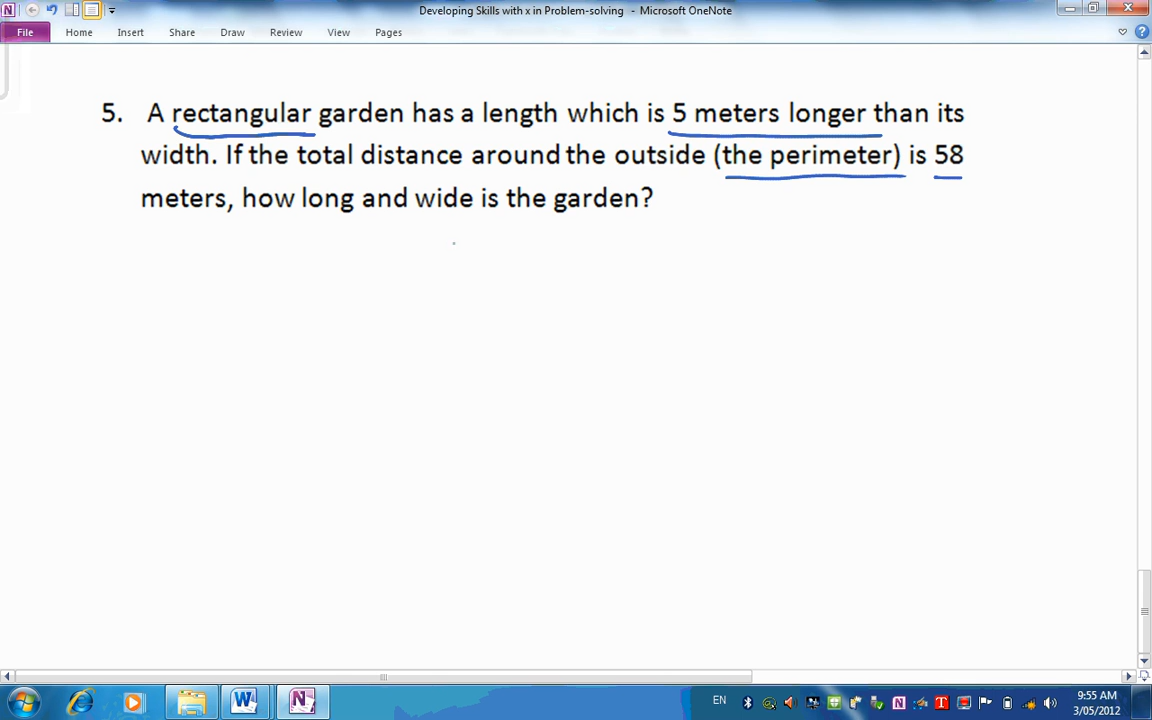 Developing Skills with x in Problem-solving - Microsoft OneNote
File Home Insert Share Draw Review View Pages
5. A rectangular garden has a length which is 5 meters longer than its
width. If the total distance around the outside (the perimeter) is 58
meters, how long and wide is the garden?
EN
9:55 AM
3/05/2012